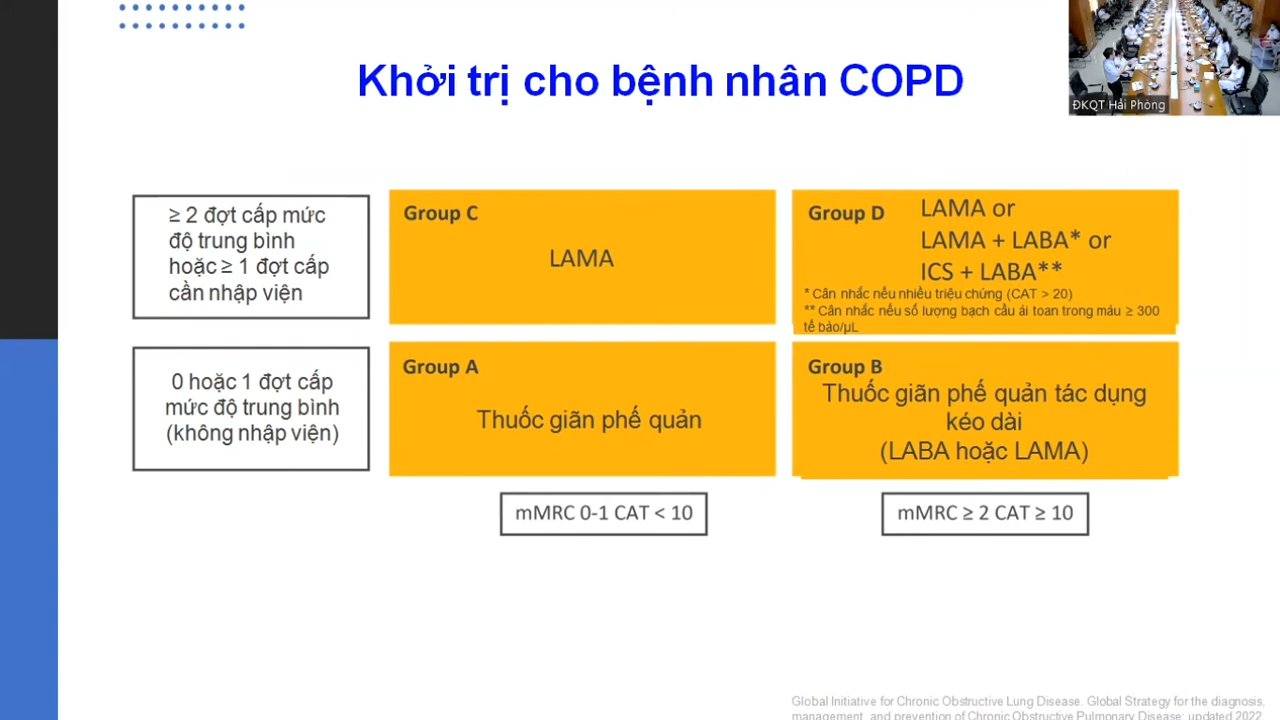 Khởi trị cho bệnh nhân COPD
ĐKQT Hải Phòng
≥ 2 đợt cấp mức
độ trung bình
hoặc ≥ 1 đợt cấp
cần nhập viện
Group C
LAMA
Group D
LAMA or
LAMA + LABA* or
ICS + LABA**
* Cân nhắc nếu nhiều triệu chứng (CAT > 20)
** Cân nhắc nếu số lượng bạch cầu ái toan trong máu ≥ 300
tế bào/µL
0 hoặc 1 đợt cấp
mức độ trung bình
(không nhập viện)
Group A
Thuốc giãn phế quản
Group B
Thuốc giãn phế quản tác dụng
kéo dài
(LABA hoặc LAMA)
mMRC 0-1 CAT < 10
mMRC ≥ 2 CAT ≥ 10
Global Initiative for Chronic Obstructive Lung Disease. Global Strategy for the diagnosis,
management, and prevention of Chronic Obstructive Pulmonary Disease: updated 2022